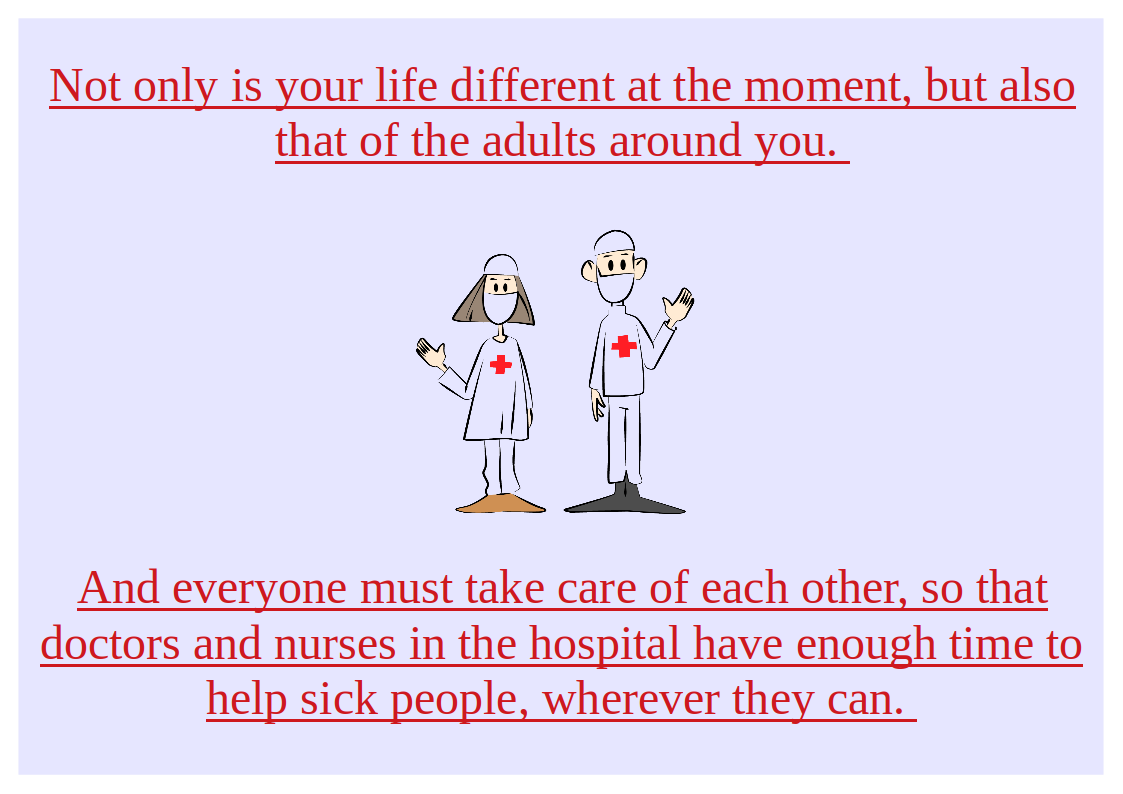 Not only is your life different at the moment, but also
that of the adults around you.
And everyone must take care of each other, so that
doctors and nurses in the hospital have enough time to
help sick people, wherever they can.